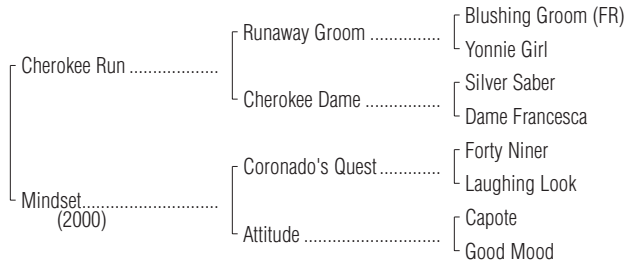 Blushing Groom (FR)
Runaway Groom ...............
Yonnie Girl
Cherokee Run ...................
Silver Saber
Cherokee Dame ................
Dame Francesca
Forty Niner
Coronado's Quest.............
Laughing Look
Mindset.............................
(2000)
Capote
Attitude .............................
Good Mood